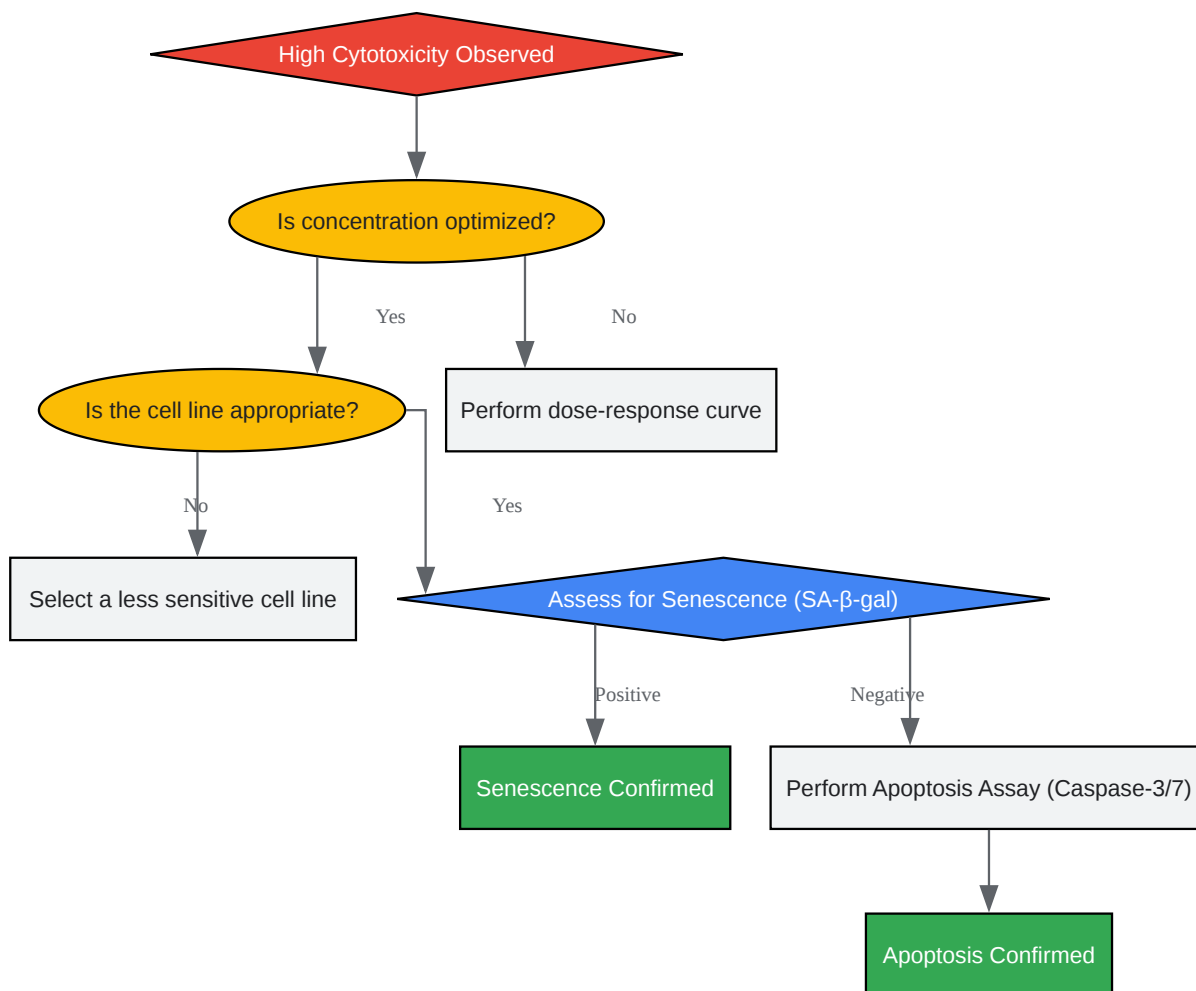 High Cytotoxicity Observed
Is concentration optimized?
Yes
No
Is the cell line appropriate?
Perform dose-response curve
No
Yes
Select a less sensitive cell line
Assess for Senescence (SA-β-gal)
Positive
Negative
Senescence Confirmed
Perform Apoptosis Assay (Caspase-3/7)
Apoptosis Confirmed